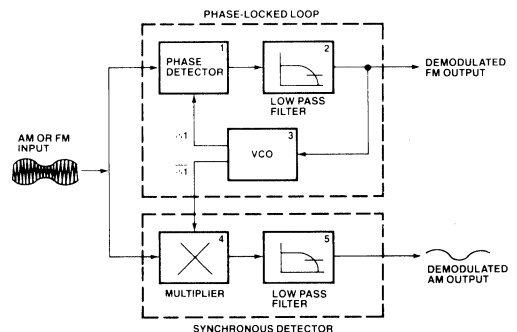 PHASE-LOCKED LOOP
1
PHASE
DETECTOR
2
LOW PASS
FILTER
DEMODULATED
FM OUTPUT
3
VCO
AM OR FM
INPUT
4
MULTIPLIER
5
LOW PASS
FILTER
DEMODULATED
AM OUTPUT
SYNCHRONOUS DETECTOR